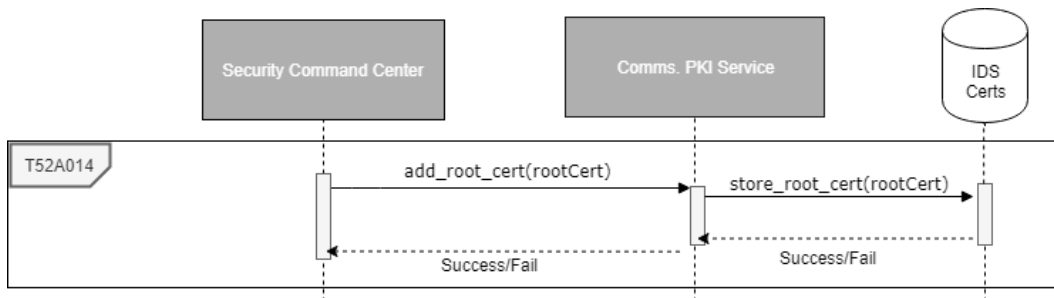 Security Command Center
Comms. PKI Service
IDS
Certs
T52A014
add_root_cert(rootCert)
store_root_cert(rootCert)
Success/Fail
Success/Fail